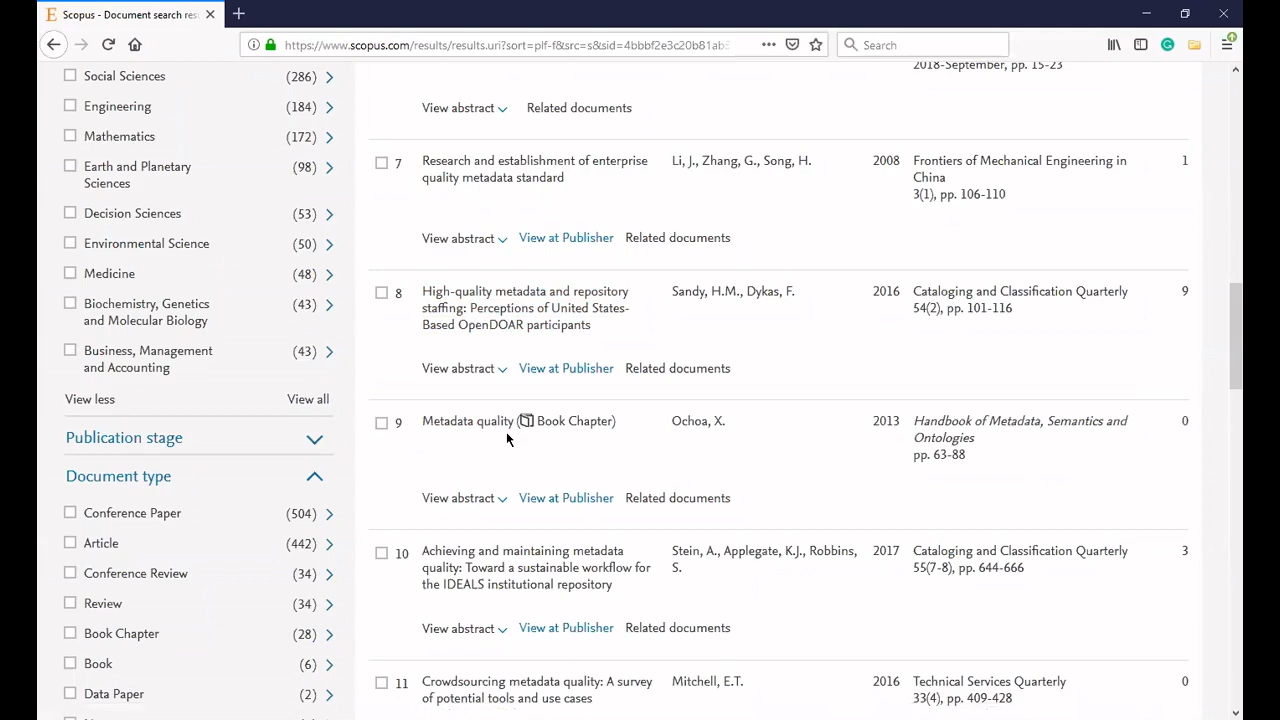 Scopus - Document search res
https://www.scopus.com/results/results.uri?sort=plf-f&src=s&sid=4bbbf2e3c20b81ab3
Search
Social Sciences (286)
Engineering (184)
Mathematics (172)
Earth and Planetary
Sciences (98)
Decision Sciences (53)
Environmental Science (50)
Medicine (48)
Biochemistry, Genetics
and Molecular Biology (43)
Business, Management
and Accounting (43)
View less View all
Publication stage
Document type
Conference Paper (504)
Article (442)
Conference Review (34)
Review (34)
Book Chapter (28)
Book (6)
Data Paper (2)
2018-September, pp. 15-23
View abstract Related documents
7 Research and establishment of enterprise Li, J., Zhang, G., Song, H. 2008 Frontiers of Mechanical Engineering in 1
quality metadata standard China
3(1), pp. 106-110
View abstract View at Publisher Related documents
8 High-quality metadata and repository Sandy, H.M., Dykas, F. 2016 Cataloging and Classification Quarterly 9
staffing: Perceptions of United States- 54(2), pp. 101-116
Based OpenDOAR participants
View abstract View at Publisher Related documents
9 Metadata quality (Book Chapter) Ochoa, X. 2013 Handbook of Metadata, Semantics and 0
Ontologies
pp. 63-88
View abstract View at Publisher Related documents
10 Achieving and maintaining metadata Stein, A., Applegate, K.J., Robbins, 2017 Cataloging and Classification Quarterly 3
quality: Toward a sustainable workflow for S. 55(7-8), pp. 644-666
the IDEALS institutional repository
View abstract View at Publisher Related documents
11 Crowdsourcing metadata quality: A survey Mitchell, E.T. 2016 Technical Services Quarterly 0
of potential tools and use cases 33(4), pp. 409-428